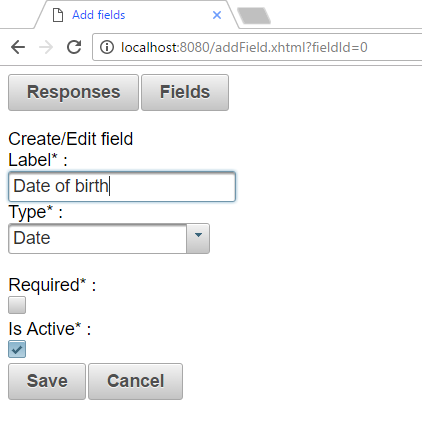 Add fields
localhost:8080/addField.xhtml?fieldId=0
Responses Fields
Create/Edit field
Label* :
Date of birth
Type* :
Date
Required* :
Is Active* :
Save Cancel